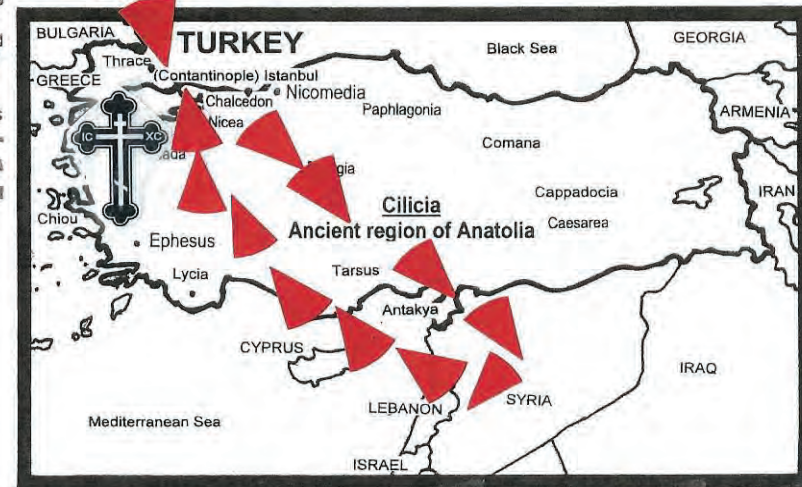 BULGARIA
TURKEY
Black Sea
GEORGIA
Thrace
GREECE
(Contantinople) Istanbul
Chalcedon
Nicomedia
Nicea
Paphlagonia
ARMENIA
IC XC
Comana
Cappadocia
IRAN
Cilicia
Chiou
Caesarea
Ancient region of Anatolia
Ephesus
Lycia
Tarsus
Antakya
CYPRUS
IRAQ
LEBANON
SYRIA
Mediterranean Sea
ISRAEL